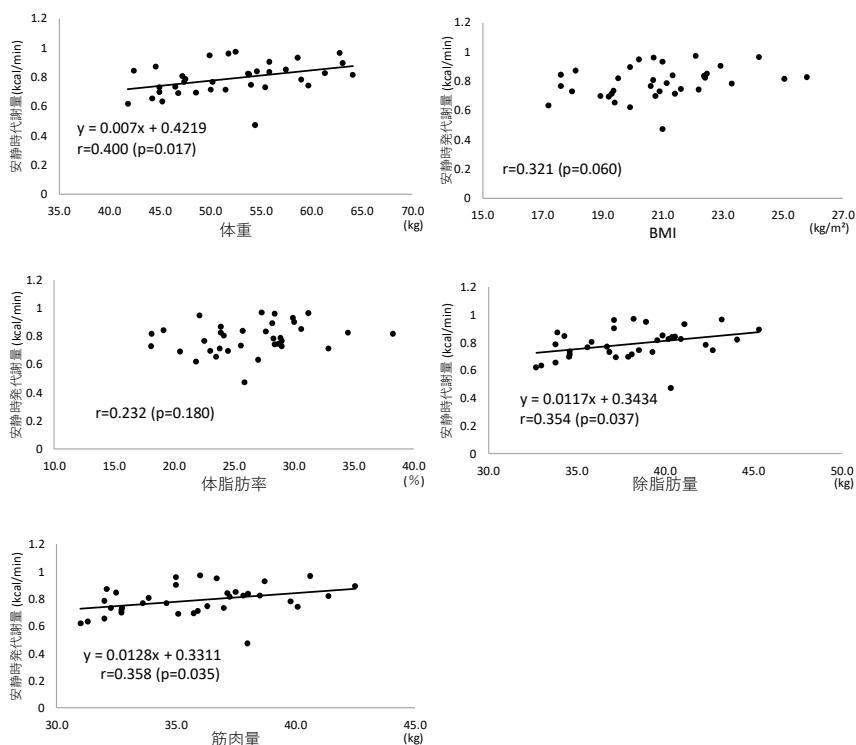 安静時代謝量(kcal/min)
1.2
1
0.8
0.6
0.4
0.2
0
y = 0.007x + 0.4219
r=0.400 (p=0.017)
35.0 40.0 45.0 50.0 55.0 60.0 65.0 70.0
体重 (kg)
安静時発代謝量 (kcal/min)
1.2
1
0.8
0.6
0.4
0.2
0
r=0.321 (p=0.060)
15.0 17.0 19.0 21.0 23.0 25.0 27.0
BMI (kg/m²)
安静時発代謝量 (kcal/min)
1.2
1
0.8
0.6
0.4
0.2
0
r=0.232 (p=0.180)
10.0 15.0 20.0 25.0 30.0 35.0 40.0
体脂肪率 (%)
安静時代謝量 (kcal/min)
1.2
1
0.8
0.6
0.4
0.2
0
y = 0.0117x + 0.3434
r=0.354 (p=0.037)
30.0 35.0 40.0 45.0 50.0
除脂肪量 (kg)
安静時発代謝量 (kcal/min)
1.2
1
0.8
0.6
0.4
0.2
0
y = 0.0128x + 0.3311
r=0.358 (p=0.035)
30.0 35.0 40.0 45.0
筋肉量 (kg)